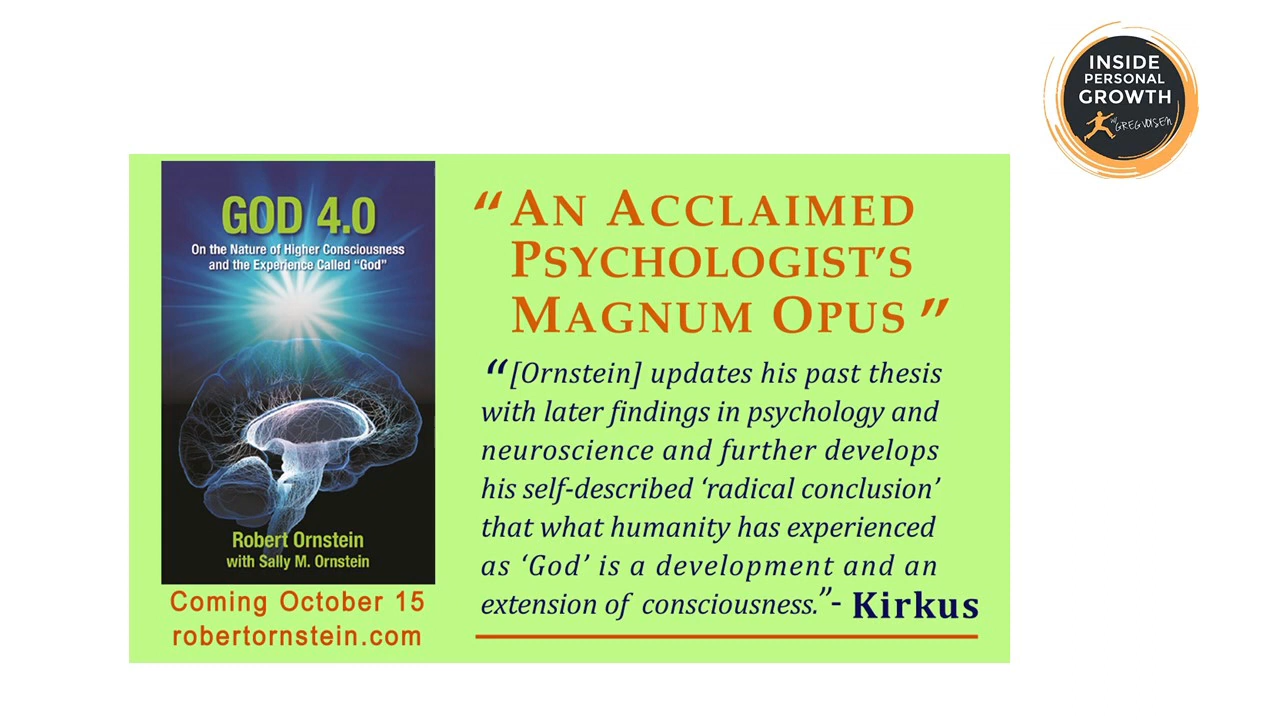 INSIDE
PERSONAL
GROWTH
W/ GREG VOISEN
GOD 4.0
On the Nature of Higher Consciousness
and the Experience Called “God”
Robert Ornstein
with Sally M. Ornstein
Coming October 15
robertornstein.com
“AN ACCLAIMED
PSYCHOLOGIST’S
MAGNUM OPUS”
“[Ornstein] updates his past thesis
with later findings in psychology and
neuroscience and further develops
his self-described ‘radical conclusion’
that what humanity has experienced
as ‘God’ is a development and an
extension of consciousness.”- Kirkus